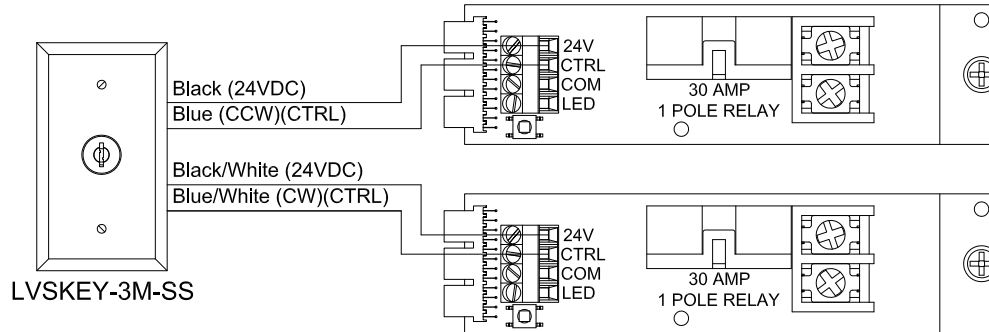 Black (24VDC)
Blue (CCW)(CTRL)
Black/White (24VDC)
Blue/White (CW)(CTRL)
LVSKEY-3M-SS
24V
CTRL
COM
LED
30 AMP
1 POLE RELAY
24V
CTRL
COM
LED
30 AMP
1 POLE RELAY